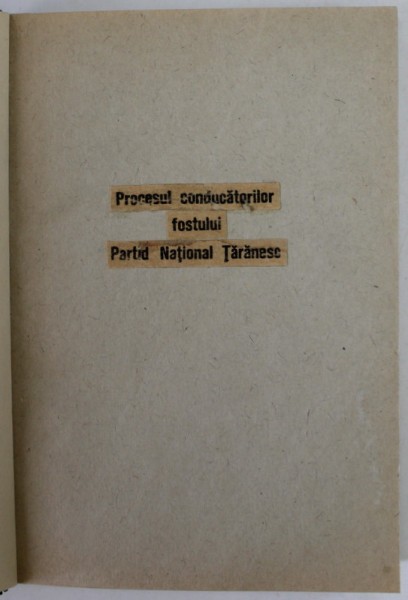 Procesul conducătorilor
fostului
Partid Naţional Ţărănesc